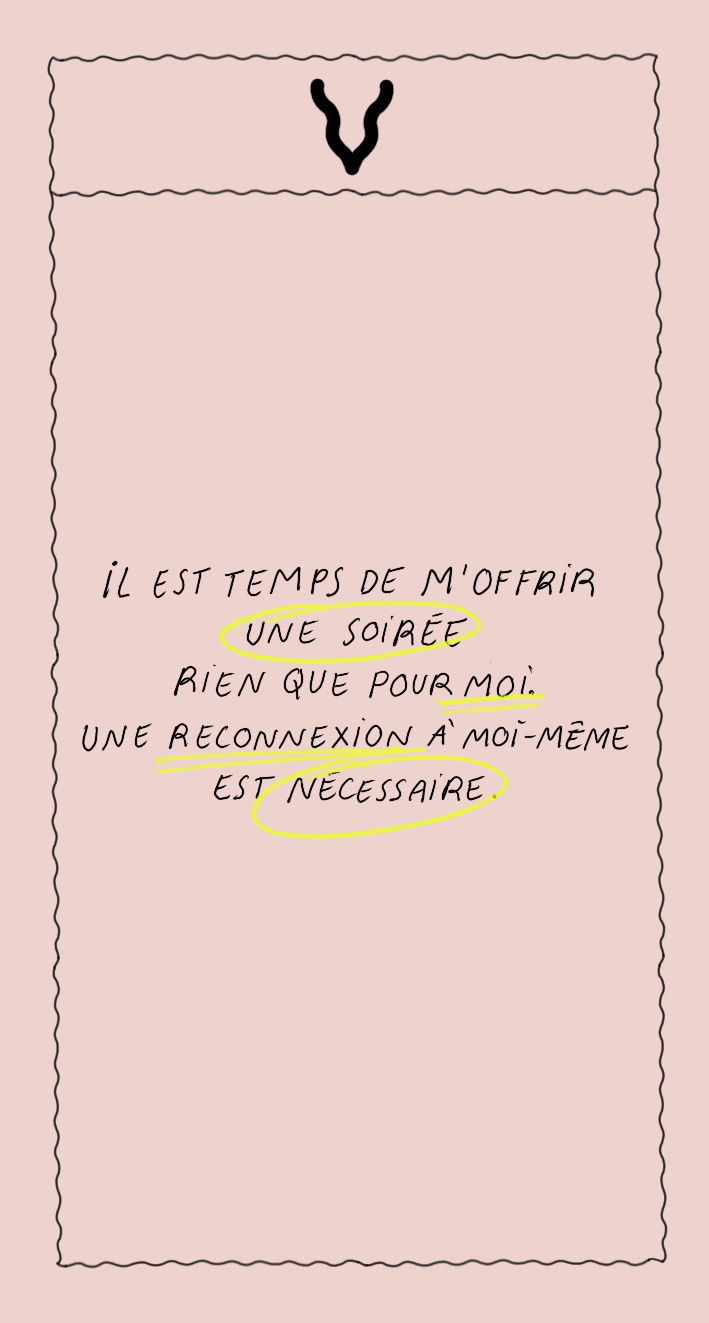 V
IL EST TEMPS DE M'OFFRIR
UNE SOIRÉE
RIEN QUE POUR MOI.
UNE RECONNEXION À MOI-MÊME
EST NÉCESSAIRE.